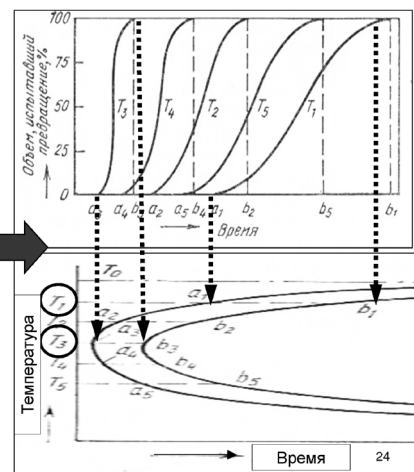 Объем, испытавший
превращение, %
100
75
50
25
0
T₃
T₄
T₂
T₅
T₁
a₃ a₄ b₃ a₂ a₅ b₄ a₁ b₂ b₅ b₁
Время
Температура
T₀
T₁
T₂
T₃
T₄
T₅
a₁
a₂
a₃
a₄
a₅
b₁
b₂
b₃
b₄
b₅
Время
24